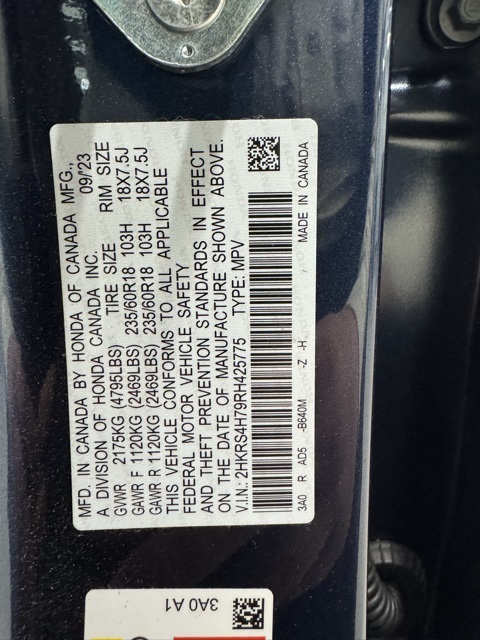 MFD. IN CANADA BY HONDA OF CANADA MFG.,
A DIVISION OF HONDA CANADA INC. 09/23
GVWR 2175KG (4795LBS) TIRE SIZE RIM SIZE
GAWR F 1120KG (2469LBS) 235/60R18 103H 18X7.5J
GAWR R 1120KG (2469LBS) 235/60R18 103H 18X7.5J
THIS VEHICLE CONFORMS TO ALL APPLICABLE
FEDERAL MOTOR VEHICLE SAFETY
AND THEFT PREVENTION STANDARDS IN EFFECT
ON THE DATE OF MANUFACTURE SHOWN ABOVE.
V.I.N.: 2HKRS4H79RH425775 TYPE: MPV
3A0 R AD5 -B640M -Z -H MADE IN CANADA
3A0 A1